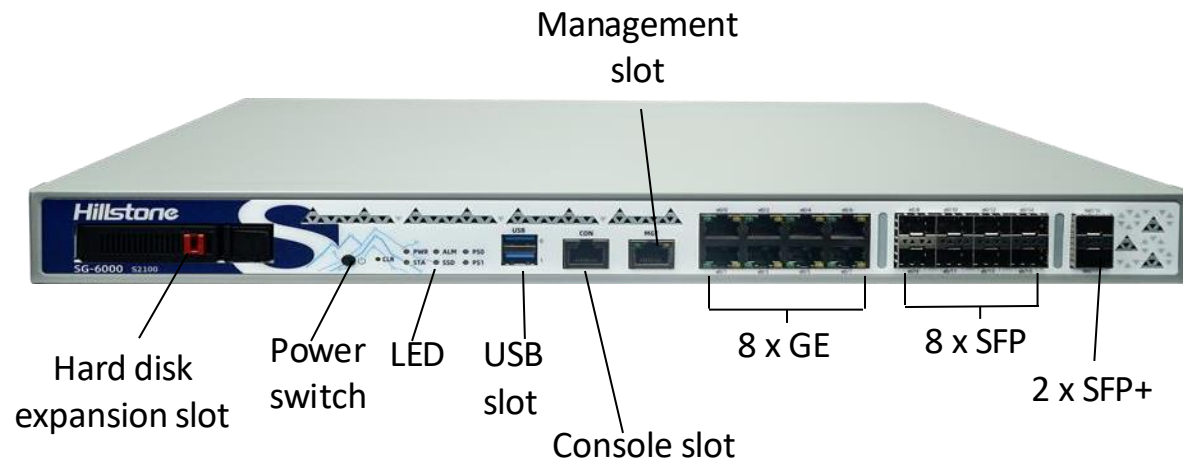 Management
slot
Hillstone
SG-6000 S2100
CLR
PWR ALM PS0
STA SSD PS1
USB
CON
MGT
Hard disk
expansion slot
Power
switch
LED
USB
slot
Console slot
8 x GE
8 x SFP
2 x SFP+